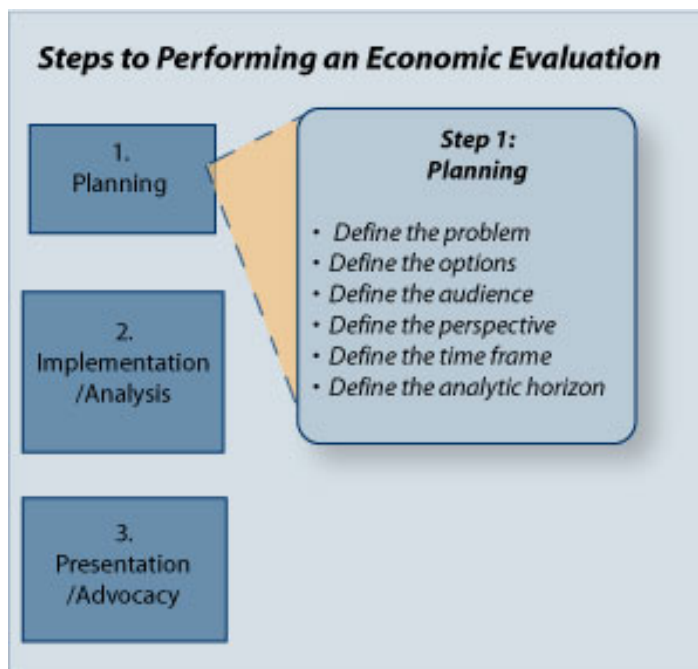 Steps to Performing an Economic Evaluation
1.
Planning
Step 1:
Planning
• Define the problem
• Define the options
• Define the audience
• Define the perspective
• Define the time frame
• Define the analytic horizon
2.
Implementation
/Analysis
3.
Presentation
/Advocacy